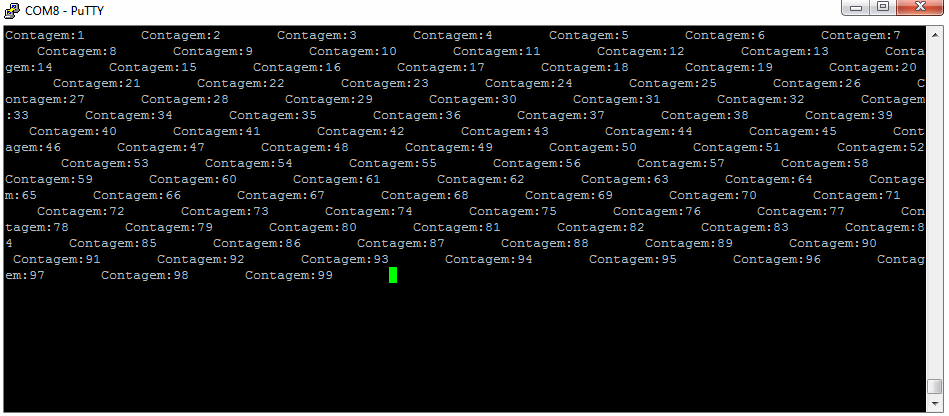 COM8 - PuTTY
Contagem:1       Contagem:2       Contagem:3       Contagem:4       Contagem:5       Contagem:6       Contagem:7
    Contagem:8       Contagem:9       Contagem:10       Contagem:11       Contagem:12       Contagem:13       Conta
gem:14       Contagem:15       Contagem:16       Contagem:17       Contagem:18       Contagem:19       Contagem:20
      Contagem:21       Contagem:22       Contagem:23       Contagem:24       Contagem:25       Contagem:26       C
ontagem:27       Contagem:28       Contagem:29       Contagem:30       Contagem:31       Contagem:32       Contagem
:33       Contagem:34       Contagem:35       Contagem:36       Contagem:37       Contagem:38       Contagem:39
   Contagem:40       Contagem:41       Contagem:42       Contagem:43       Contagem:44       Contagem:45       Cont
agem:46       Contagem:47       Contagem:48       Contagem:49       Contagem:50       Contagem:51       Contagem:52
       Contagem:53       Contagem:54       Contagem:55       Contagem:56       Contagem:57       Contagem:58
Contagem:59       Contagem:60       Contagem:61       Contagem:62       Contagem:63       Contagem:64       Contage
m:65       Contagem:66       Contagem:67       Contagem:68       Contagem:69       Contagem:70       Contagem:71
    Contagem:72       Contagem:73       Contagem:74       Contagem:75       Contagem:76       Contagem:77       Con
tagem:78       Contagem:79       Contagem:80       Contagem:81       Contagem:82       Contagem:83       Contagem:8
4       Contagem:85       Contagem:86       Contagem:87       Contagem:88       Contagem:89       Contagem:90
 Contagem:91       Contagem:92       Contagem:93       Contagem:94       Contagem:95       Contagem:96       Contag
em:97       Contagem:98       Contagem:99